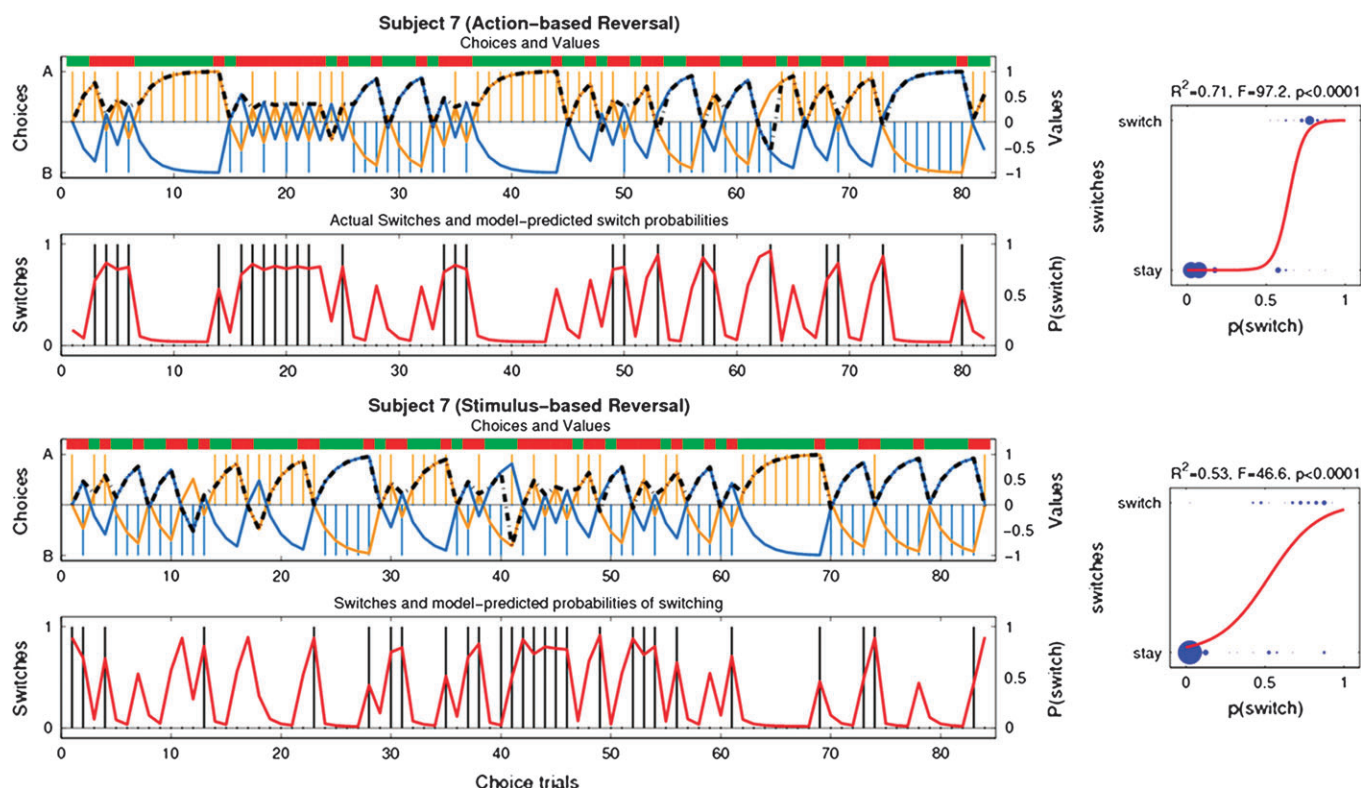 Subject 7 (Action-based Reversal)
Choices and Values
A
B
Choices
1
0.5
0
-0.5
-1
Values
0 10 20 30 40 50 60 70 80
Actual Switches and model-predicted switch probabilities
1
0
Switches
1
0.5
0
P(switch)
0 10 20 30 40 50 60 70 80
R²=0.71, F=97.2, p<0.0001
switch
stay
switches
0 0.5 1
p(switch)
Subject 7 (Stimulus-based Reversal)
Choices and Values
A
B
Choices
1
0.5
0
-0.5
-1
Values
0 10 20 30 40 50 60 70 80
Switches and model-predicted probabilities of switching
1
0
Switches
1
0.5
0
P(switch)
0 10 20 30 40 50 60 70 80
Choice trials
R²=0.53, F=46.6, p<0.0001
switch
stay
switches
0 0.5 1
p(switch)